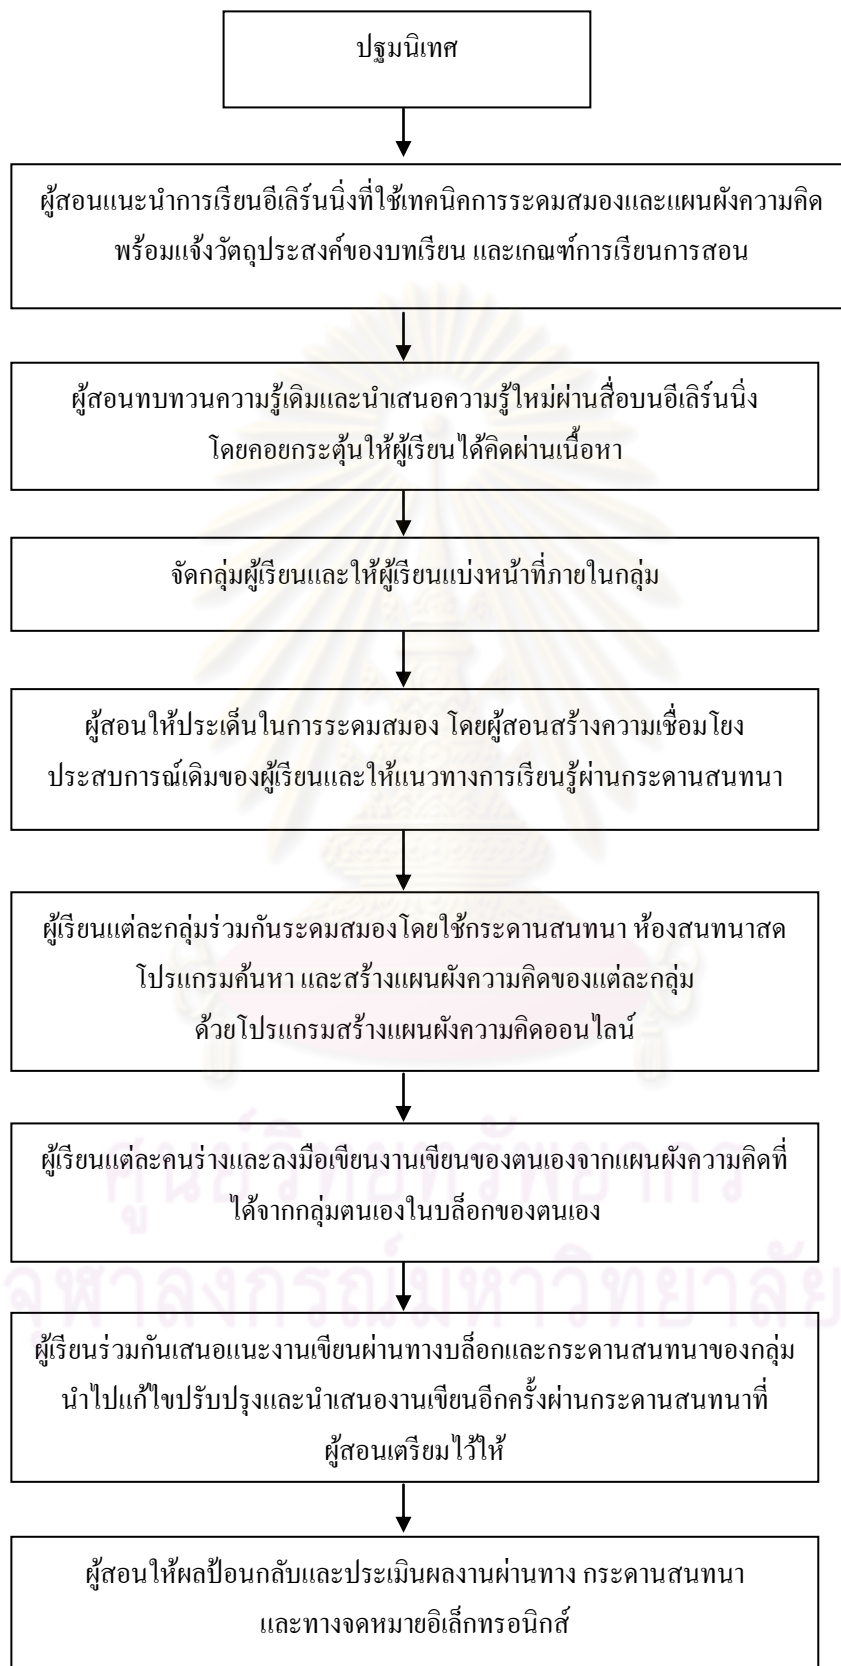 ปฐมนิเทศ
ผู้สอนแนะนำการเรียนอีเลิร์นนิ่งที่ใช้เทคนิคการระดมสมองและแผนผังความคิด
พร้อมแจ้งวัตถุประสงค์ของบทเรียน และเกณฑ์การเรียนการสอน
ผู้สอนทบทวนความรู้เดิมและนำเสนอความรู้ใหม่ผ่านสื่อบนอีเลิร์นนิ่ง
โดยคอยกระตุ้นให้ผู้เรียนได้คิดผ่านเนื้อหา
จัดกลุ่มผู้เรียนและให้ผู้เรียนแบ่งหน้าที่ภายในกลุ่ม
ผู้สอนให้ประเด็นในการระดมสมอง โดยผู้สอนสร้างความเชื่อมโยง
ประสบการณ์เดิมของผู้เรียนและให้แนวทางการเรียนรู้ผ่านกระดานสนทนา
ผู้เรียนแต่ละกลุ่มร่วมกันระดมสมองโดยใช้กระดานสนทนา ห้องสนทนาสด
โปรแกรมค้นหา และสร้างแผนผังความคิดของแต่ละกลุ่ม
ด้วยโปรแกรมสร้างแผนผังความคิดออนไลน์
ศูนย์วิทยทรัพยากร
ผู้เรียนแต่ละคนร่างและลงมือเขียนงานเขียนของตนเองจากแผนผังความคิดที่
ได้จากกลุ่มตนเองในบล็อกของตนเอง
จุฬาลงกรณ์มหาวิทยาลัย
ผู้เรียนร่วมกันเสนอแนะงานเขียนผ่านทางบล็อกและกระดานสนทนาของกลุ่ม
นำไปแก้ไขปรับปรุงและนำเสนองานเขียนอีกครั้งผ่านกระดานสนทนาที่
ผู้สอนเตรียมไว้ให้
ผู้สอนให้ผลป้อนกลับและประเมินผลงานผ่านทาง กระดานสนทนา
และทางจดหมายอิเล็กทรอนิกส์